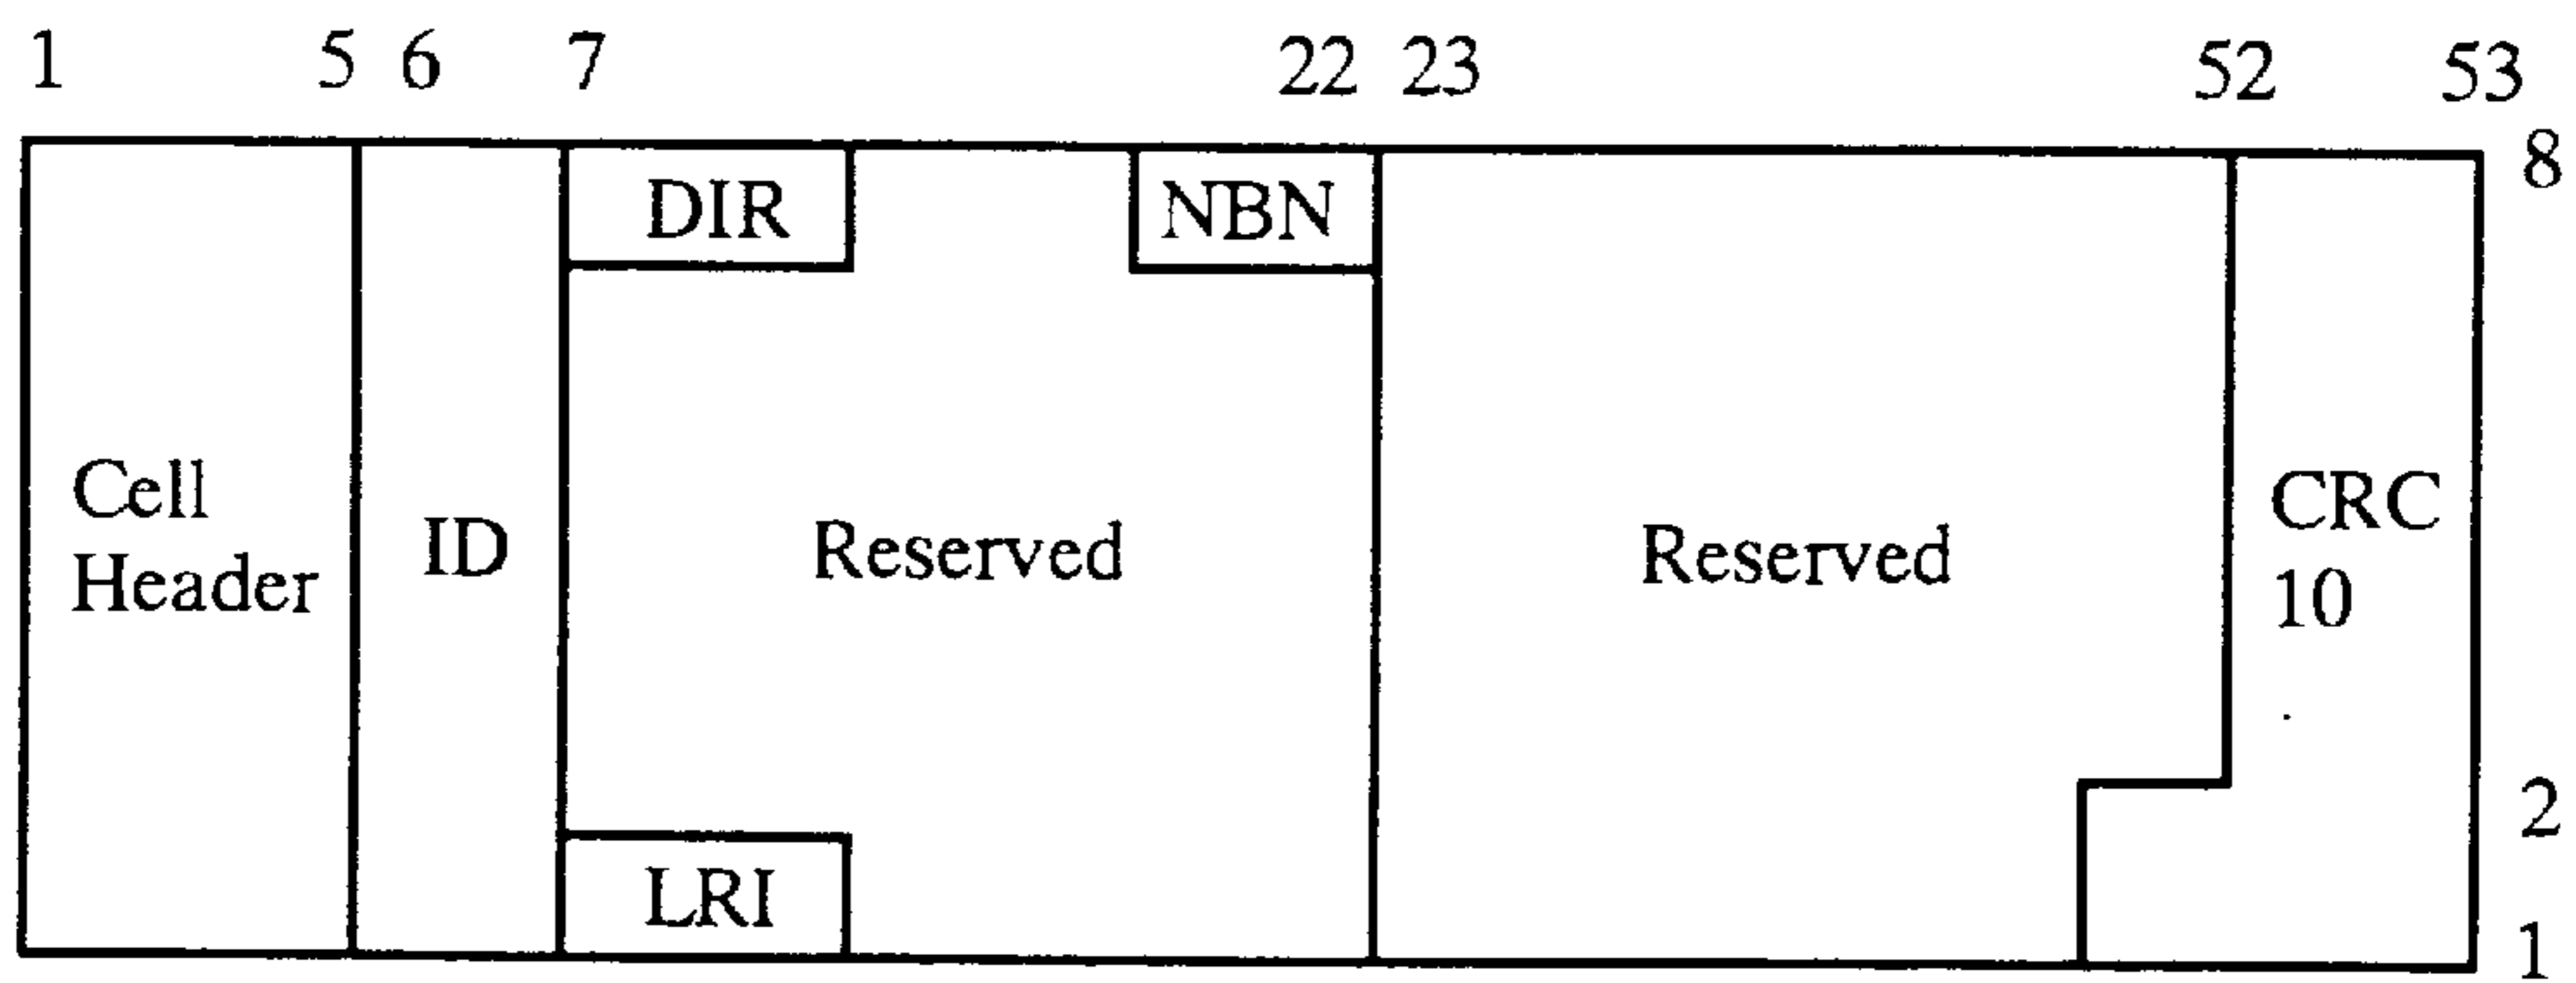 1 5 6 7 22 23 52 53
8
DIR NBN
Cell
Header
ID
Reserved
Reserved
CRC
10
2
LRI
1